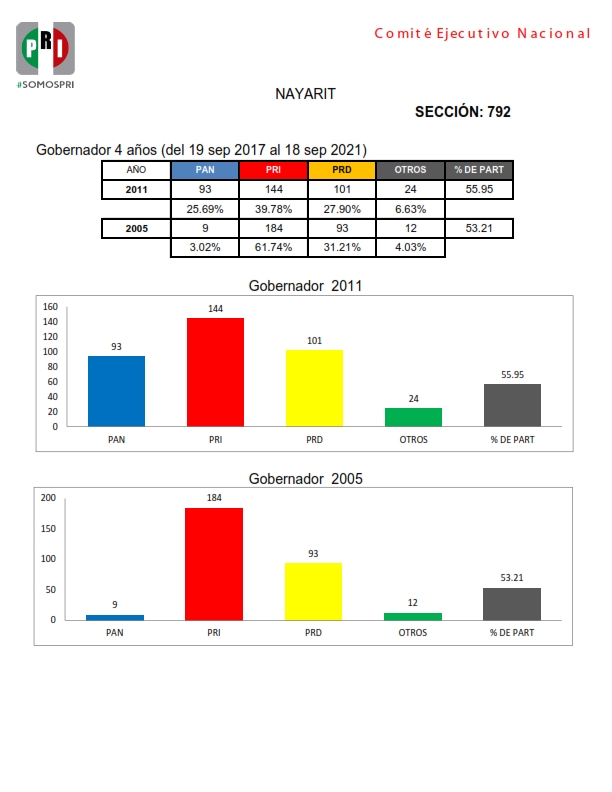 Comité Ejecutivo Nacional
PRI
#SOMOSPRI
NAYARIT
SECCIÓN: 792
Gobernador 4 años (del 19 sep 2017 al 18 sep 2021)
AÑO PAN PRI PRD OTROS % DE PART
2011 93 144 101 24 55.95
25.69% 39.78% 27.90% 6.63%
2005 9 184 93 12 53.21
3.02% 61.74% 31.21% 4.03%
Gobernador 2011
160
140
120
100
80
60
40
20
0
93 144 101 24 55.95
PAN PRI PRD OTROS % DE PART
Gobernador 2005
200
150
100
50
0
9 184 93 12 53.21
PAN PRI PRD OTROS % DE PART